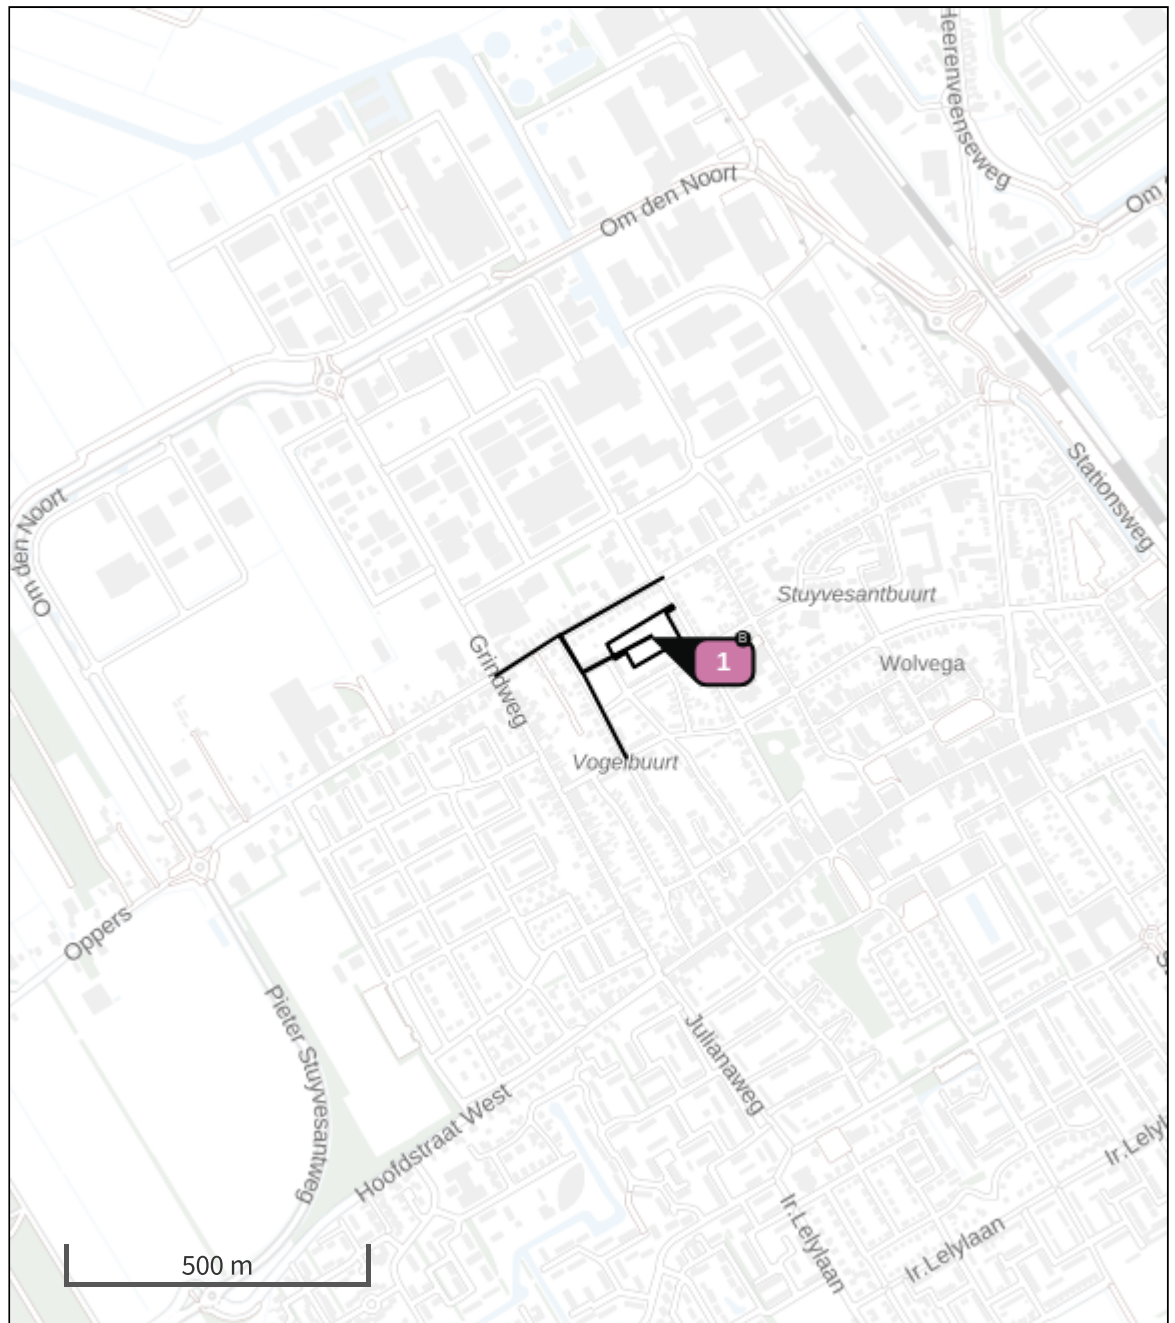 Heerenveenseweg
Om den Noort
Om
Stationsweg
Om den Noort
Stuyvesantbuurt
Grindweg
B
1
Wolvega
Vogelbuurt
Oppers
Pieter Stuyvesantweg
Julianaweg
Hoofdstraat West
Ir.Lelyl
Ir.Lelylaan
Ir.Lelylaan
500 m